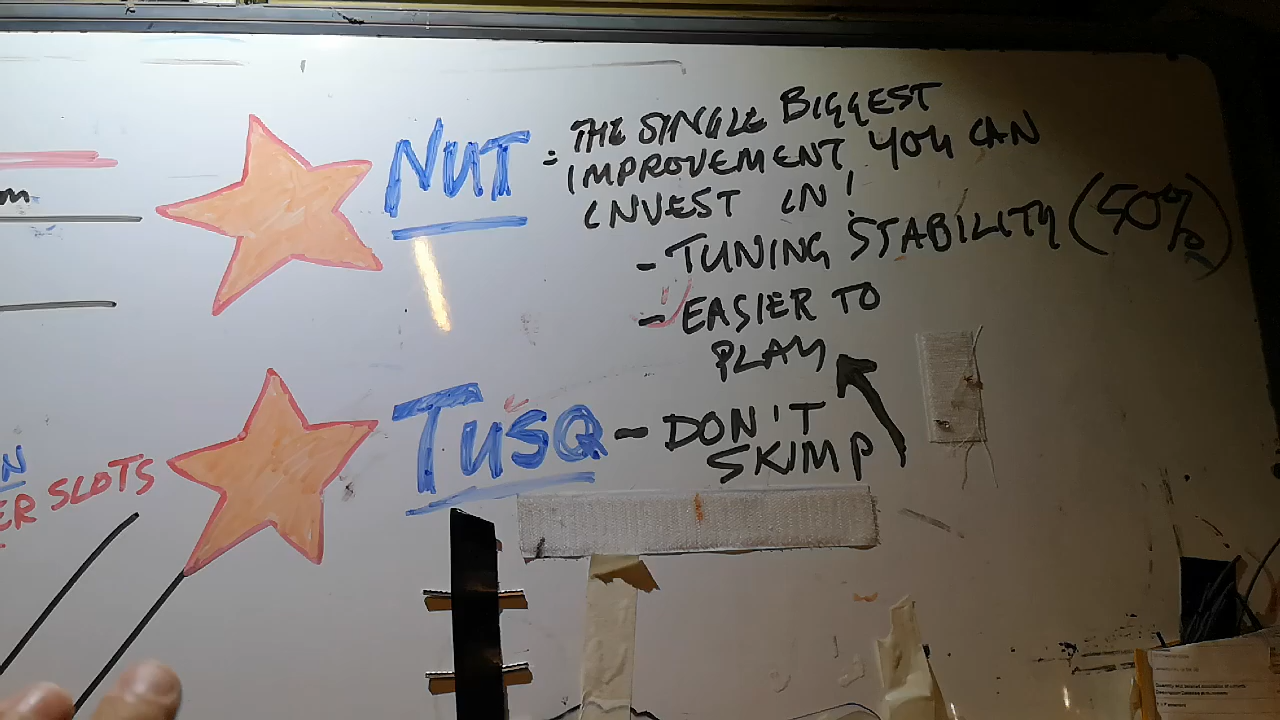 NUT = THE SINGLE BIGGEST
IMPROVEMENT YOU CAN
INVEST IN!
- TUNING STABILITY (50%)
- EASIER TO
PLAY
TUSQ - DON'T
SKIMP
N
ER SLOTS
on